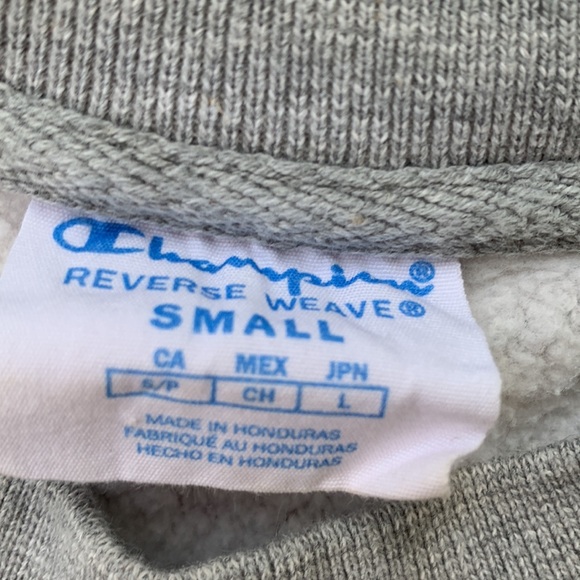 Champion®
REVERSE WEAVE®
SMALL
CA MEX JPN
S/P CH L
MADE IN HONDURAS
FABRIQUÉ AU HONDURAS
HECHO EN HONDURAS